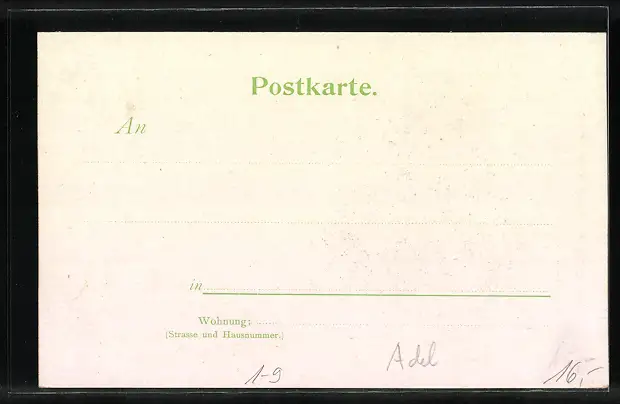 Postkarte.
An
in
Wohnung:
(Strasse und Hausnummer.)
Adel
1-9
16,-